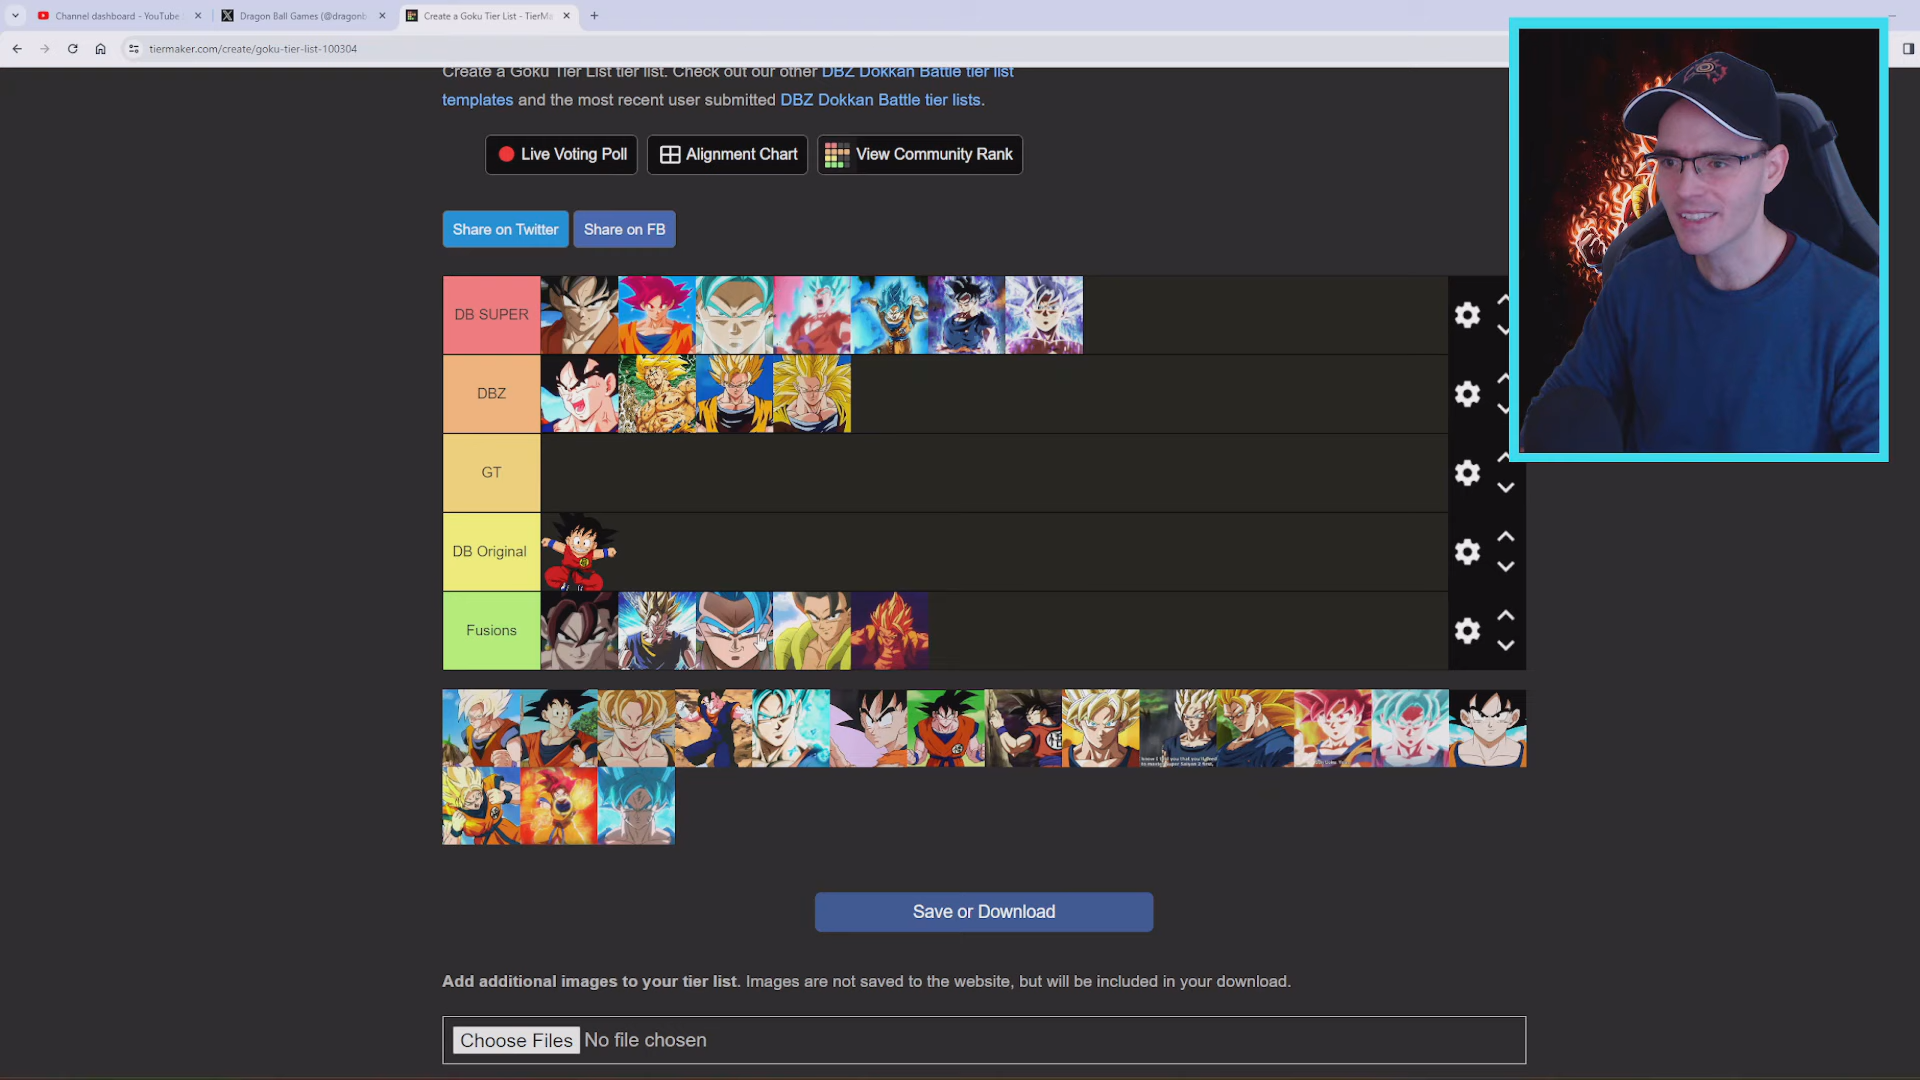 Channel dashboard - YouTube
Dragon Ball Games (@dragonb
Create a Goku Tier List - TierMa
tiermaker.com/create/goku-tier-list-100304
Create a Goku Tier List tier list. Check out our other DBZ Dokkan Battle tier list
templates and the most recent user submitted DBZ Dokkan Battle tier lists.
Live Voting Poll
Alignment Chart
View Community Rank
Share on Twitter
Share on FB
DB SUPER
DBZ
GT
DB Original
Fusions
Save or Download
Add additional images to your tier list. Images are not saved to the website, but will be included in your download.
Choose Files No file chosen